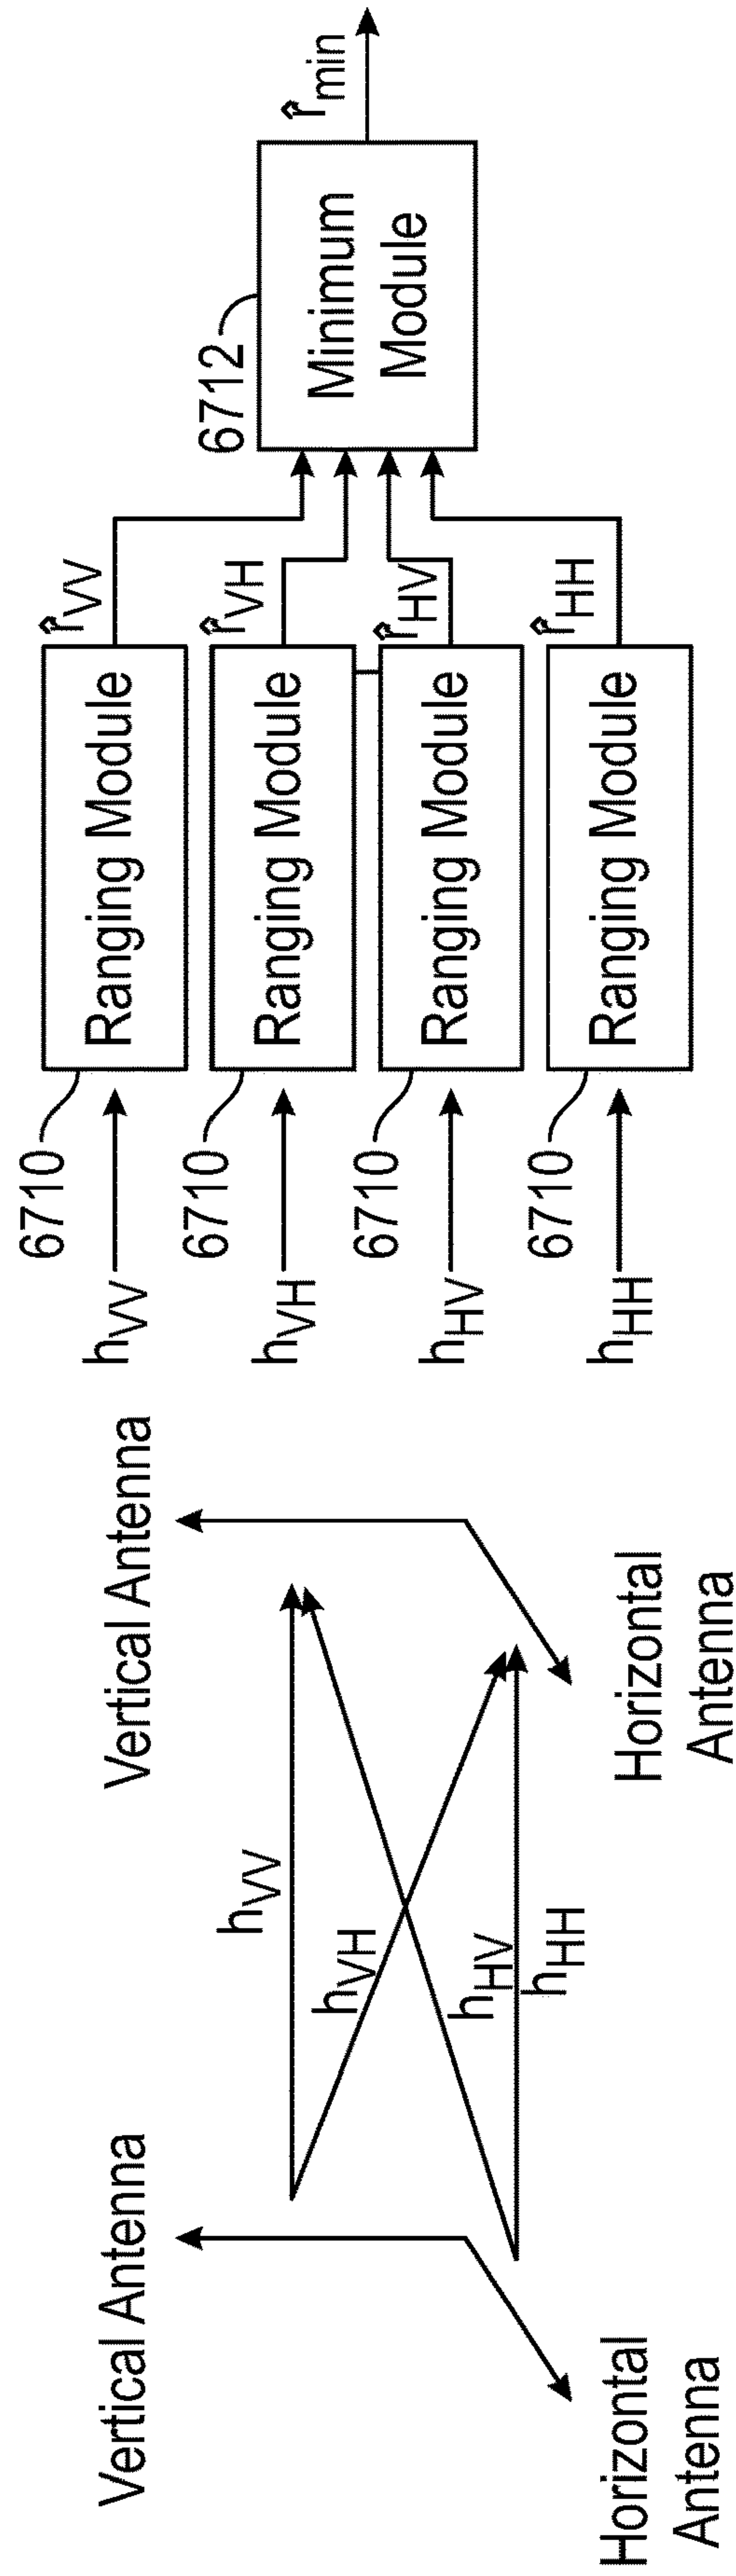 Vertical Antenna
Horizontal
Antenna
hVV
hVH
hHV
hHH
Vertical Antenna
Horizontal
Antenna
hVV
6710
Ranging Module
r̂VV
hVH
6710
Ranging Module
r̂VH
hHV
6710
Ranging Module
r̂HV
hHH
6710
Ranging Module
r̂HH
6712
Minimum
Module
r̂min